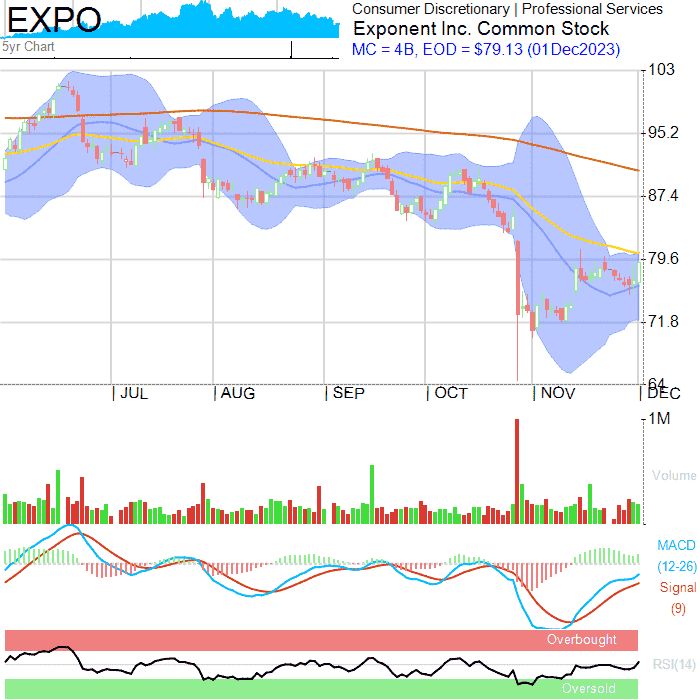 EXPO
Consumer Discretionary | Professional Services
Exponent Inc. Common Stock
MC = 4B, EOD = $79.13 (01Dec2023)
5yr Chart
103
95.2
87.4
79.6
71.8
64
JUL AUG SEP OCT NOV DEC
1M
Volume
MACD
(12-26)
Signal
(9)
Overbought
RSI(14)
Oversold